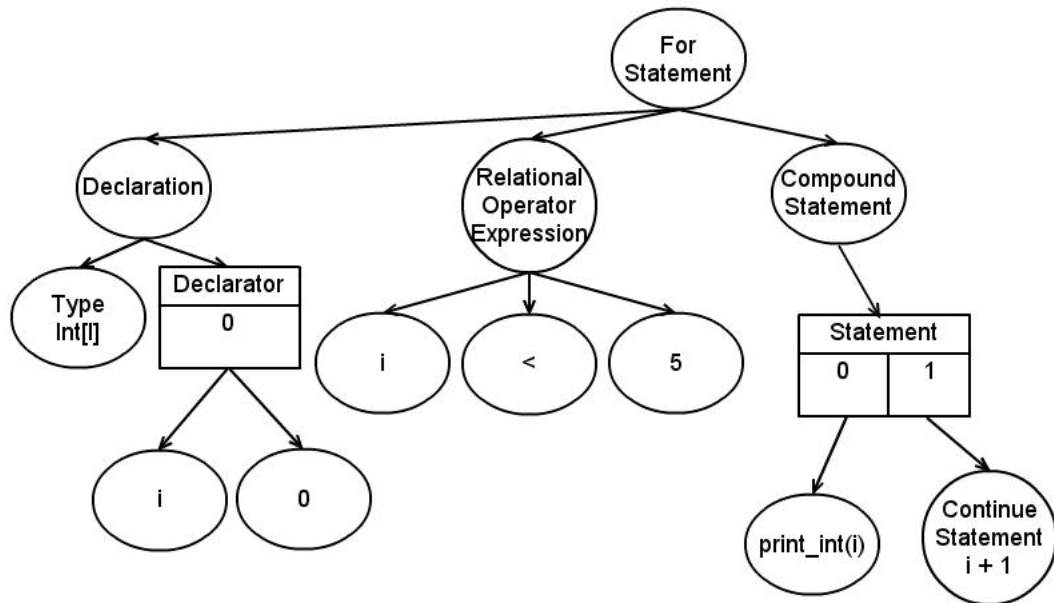 For
Statement
Declaration
Relational
Operator
Expression
Compound
Statement
Type
Int[I]
Declarator
0
i
<
5
Statement
0 1
i
0
print_int(i)
Continue
Statement
i + 1